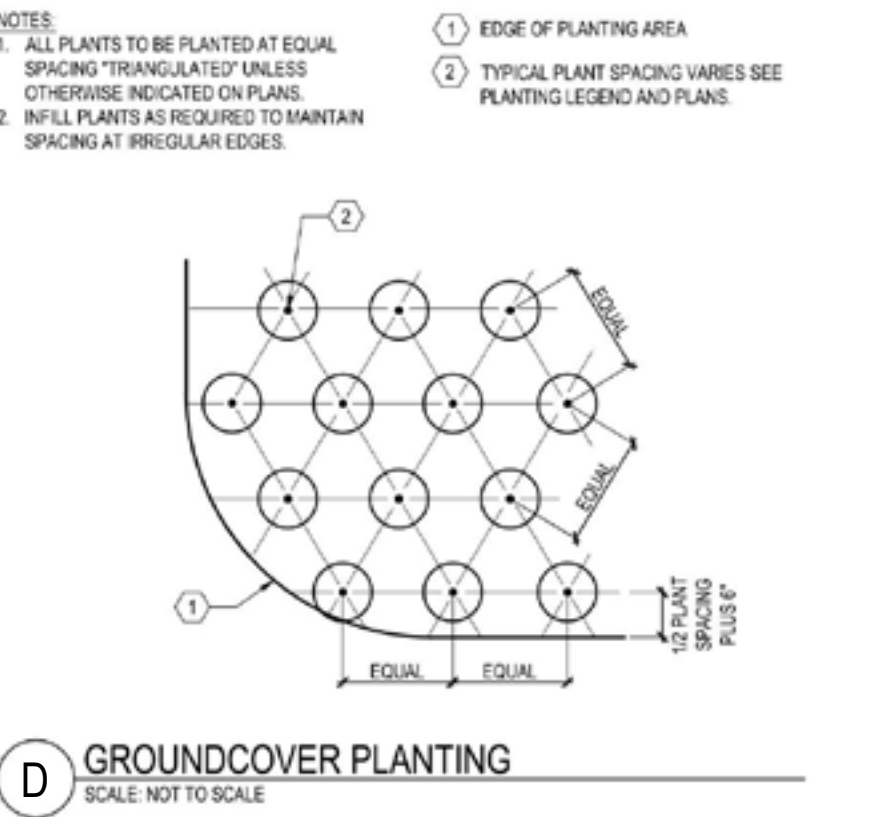 NOTES:
1. ALL PLANTS TO BE PLANTED AT EQUAL
SPACING "TRIANGULATED" UNLESS
OTHERWISE INDICATED ON PLANS.
2. INFILL PLANTS AS REQUIRED TO MAINTAIN
SPACING AT IRREGULAR EDGES.
1 EDGE OF PLANTING AREA
2 TYPICAL PLANT SPACING VARIES SEE
PLANTING LEGEND AND PLANS.
2
EQUAL
EQUAL
1
1/2 PLANT
SPACING
PLUS 6"
EQUAL EQUAL
D GROUNDCOVER PLANTING
SCALE: NOT TO SCALE